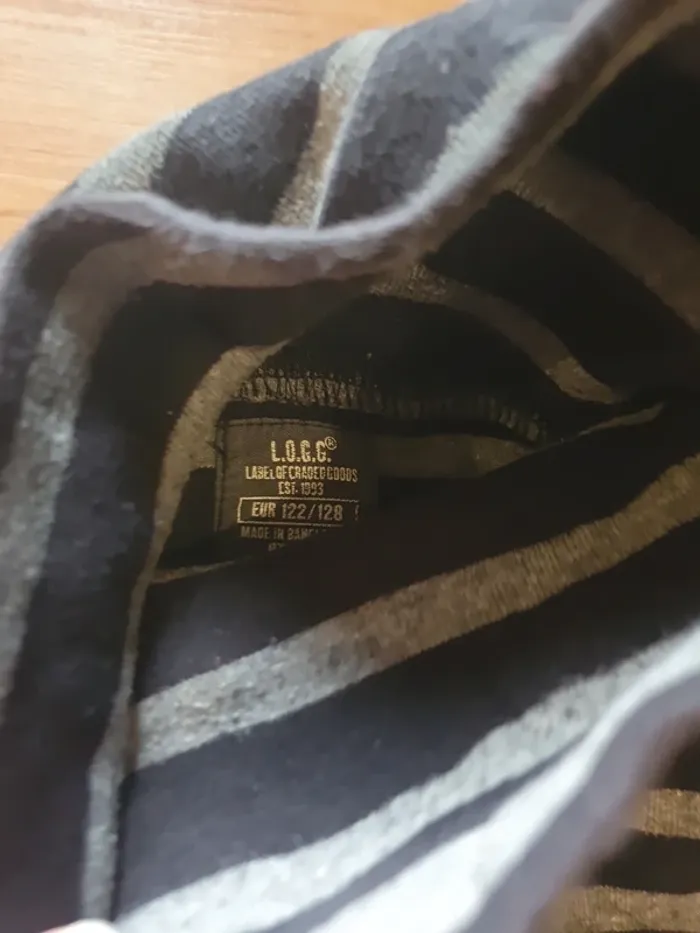 L.O.G.G.®
LABEL OF GRADED GOODS
EST. 1993
EUR 122/128
MADE IN